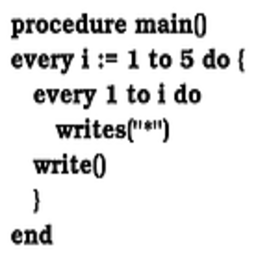 procedure main()
every i := 1 to 5 do {
every 1 to i do
writes("*")
write()
}
end